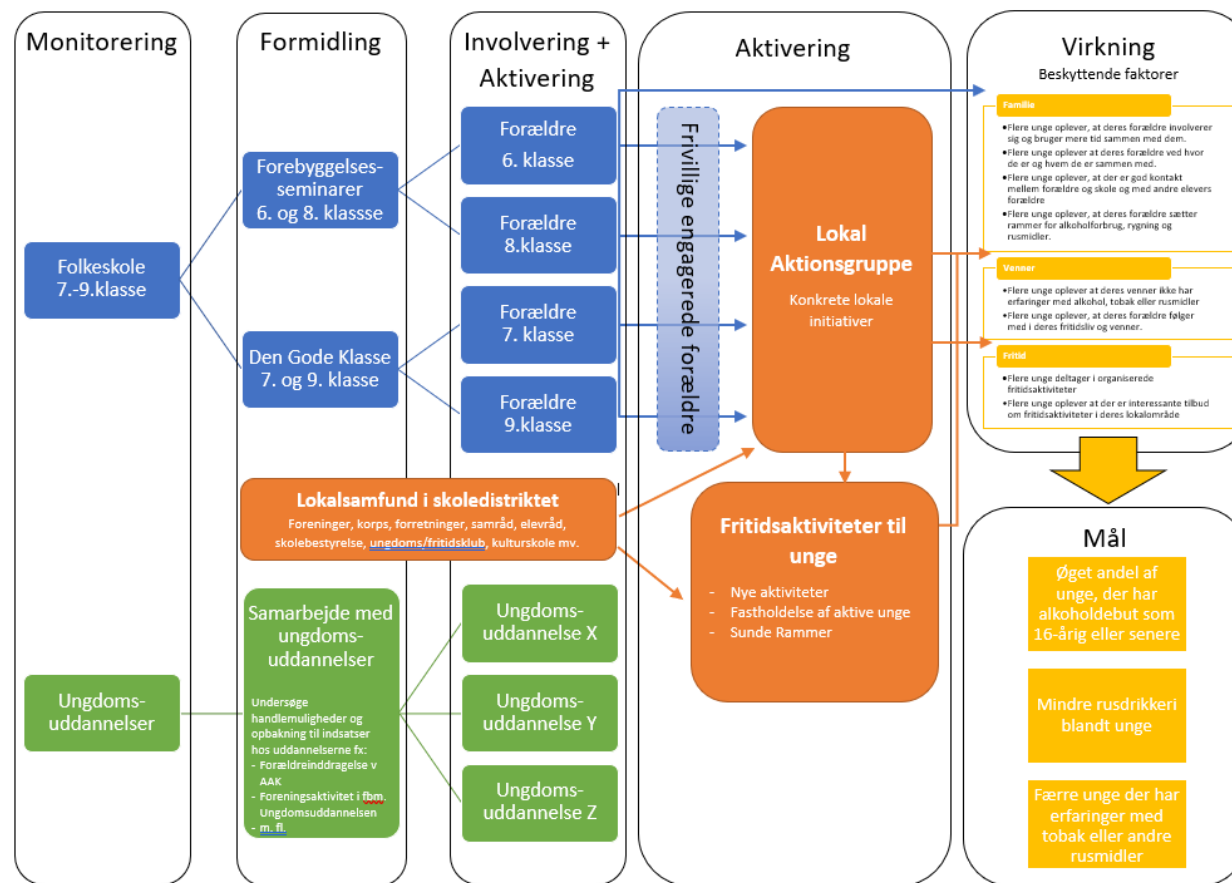 Monitorering
Folkeskole
7.-9.klasse
Ungdoms-
uddannelser
Formidling
Forebyggelses-
seminarer
6. og 8. klassse
Den Gode Klasse
7. og 9. klasse
Involvering +
Aktivering
Forældre
6. klasse
Forældre
8.klasse
Forældre
7. klasse
Forældre
9.klasse
Lokalsamfund i skoledistriktet
Foreninger, korps, forretninger, samråd, elevråd,
skolebestyrelse, ungdoms/fritidsklub, kulturskole mv.
Samarbejde med
ungdoms-
uddannelser
Undersøge
handlemuligheder og
opbakning til indsatser
hos uddannelserne fx:
- Forældreinddragelse v
AAK
- Foreningsaktivitet i fbm.
Ungdomsuddannelsen
- m. fl.
Ungdoms-
uddannelse X
Ungdoms-
uddannelse Y
Ungdoms-
uddannelse Z
Aktivering
Frivillige engagerede forældre
Lokal
Aktionsgruppe
Konkrete lokale
initiativer
Fritidsaktiviteter til
unge
- Nye aktiviteter
- Fastholdelse af aktive unge
- Sunde Rammer
Virkning
Beskyttende faktorer
Familie
•Flere unge oplever, at deres forældre involverer
sig og bruger mere tid sammen med dem.
•Flere unge oplever at deres forældre ved hvor
de er og hvem de er sammen med.
•Flere unge oplever, at der er god kontakt
mellem forældre og skole og med andre elevers
forældre
•Flere unge oplever, at deres forældre sætter
rammer for alkoholforbrug, rygning og
rusmidler.
Venner
•Flere unge oplever at deres venner ikke har
erfaringer med alkohol, tobak eller rusmidler
•Flere unge oplever, at deres forældre følger
med i deres fritidsliv og venner.
Fritid
•Flere unge deltager i organiserede
fritidsaktiviteter
•Flere unge oplever at der er interessante tilbud
om fritidsaktiviteter i deres lokalområde
Mål
Øget andel af
unge, der har
alkoholdebut som
16-årig eller senere
Mindre rusdrikkeri
blandt unge
Færre unge der har
erfaringer med
tobak eller andre
rusmidler